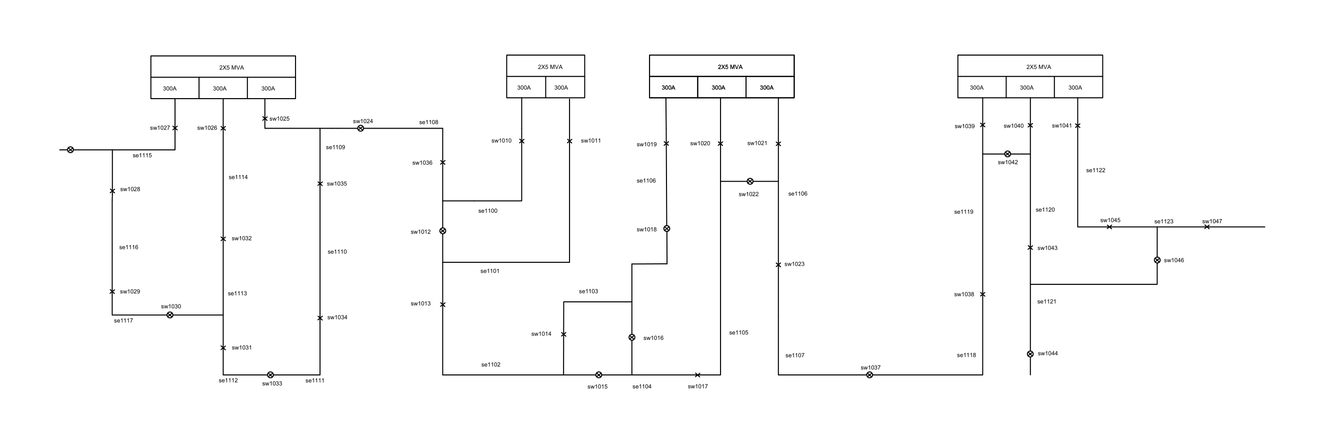 2X5 MVA
300A
300A
300A
2X5 MVA
300A
300A
2X5 MVA
300A
300A
300A
2X5 MVA
300A
300A
300A
sw1027
sw1026
sw1025
sw1024
se1108
se1115
se1109
sw1028
se1114
sw1035
sw1036
sw1010
sw1011
se1100
sw1012
se1101
sw1032
se1110
se1116
sw1029
se1113
sw1030
se1117
sw1034
sw1031
se1112
sw1033
se1111
sw1013
se1102
sw1019
sw1020
sw1021
se1106
sw1022
se1106
sw1018
sw1023
se1103
sw1014
sw1016
se1105
sw1015
se1104
sw1017
se1107
sw1037
sw1039
sw1040
sw1041
sw1042
se1122
se1119
se1120
sw1045
se1123
sw1047
sw1043
sw1046
sw1038
se1121
se1118
sw1044